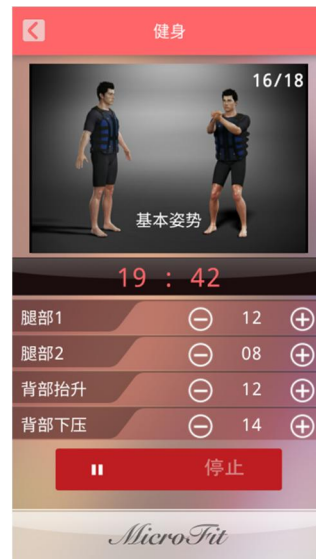 健身
16/18
基本姿势
19 : 42
腿部1 12
腿部2 08
背部抬升 12
背部下压 14
停止
MicroFit